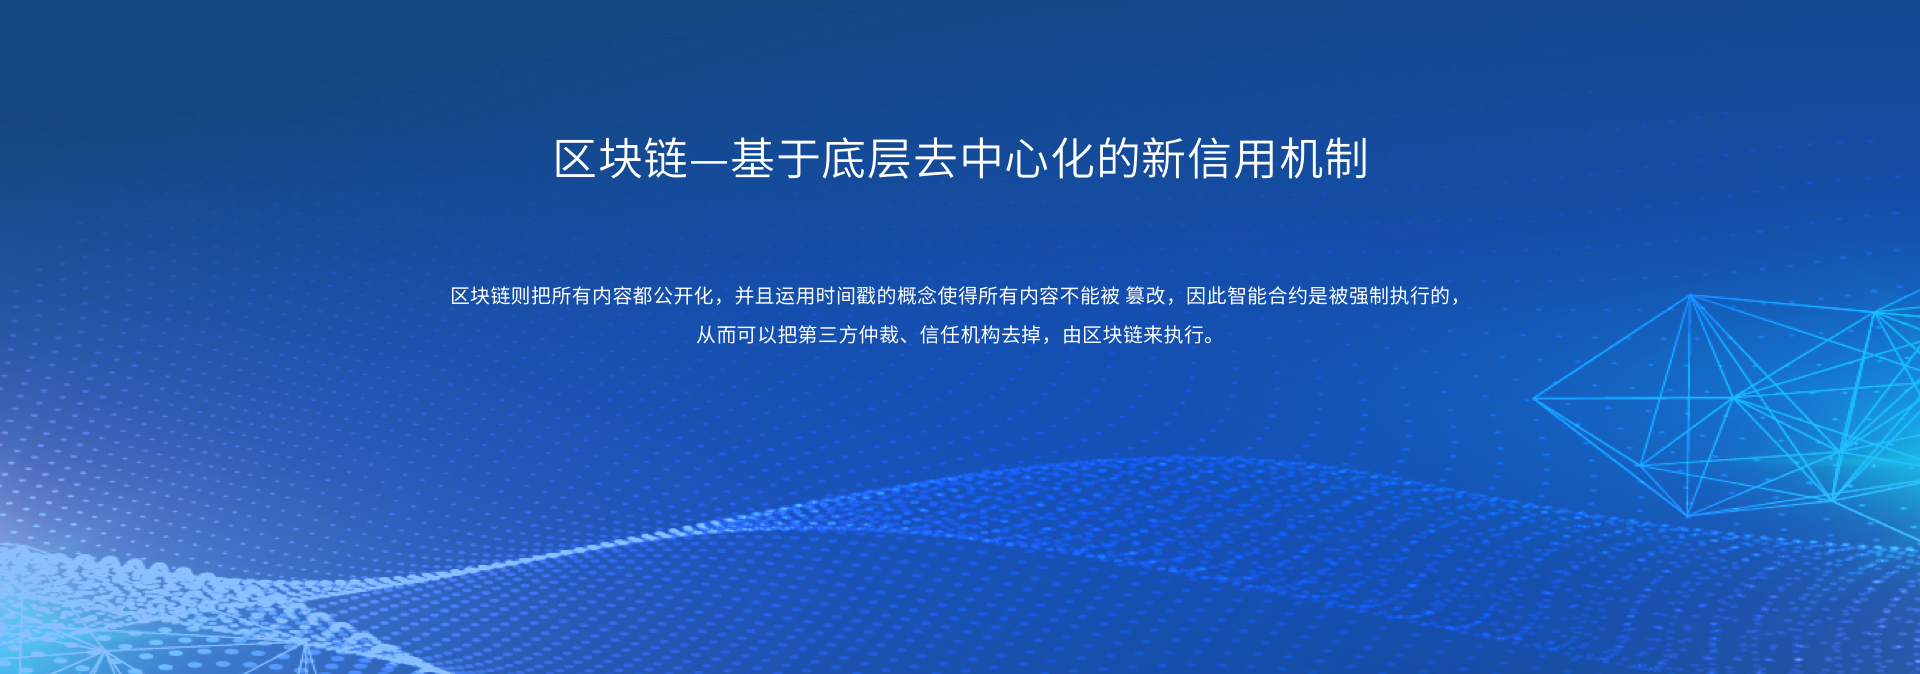 区块链—基于底层去中心化的新信用机制
区块链则把所有内容都公开化，并且运用时间戳的概念使得所有内容不能被 篡改，因此智能合约是被强制执行的，
从而可以把第三方仲裁、信任机构去掉，由区块链来执行。